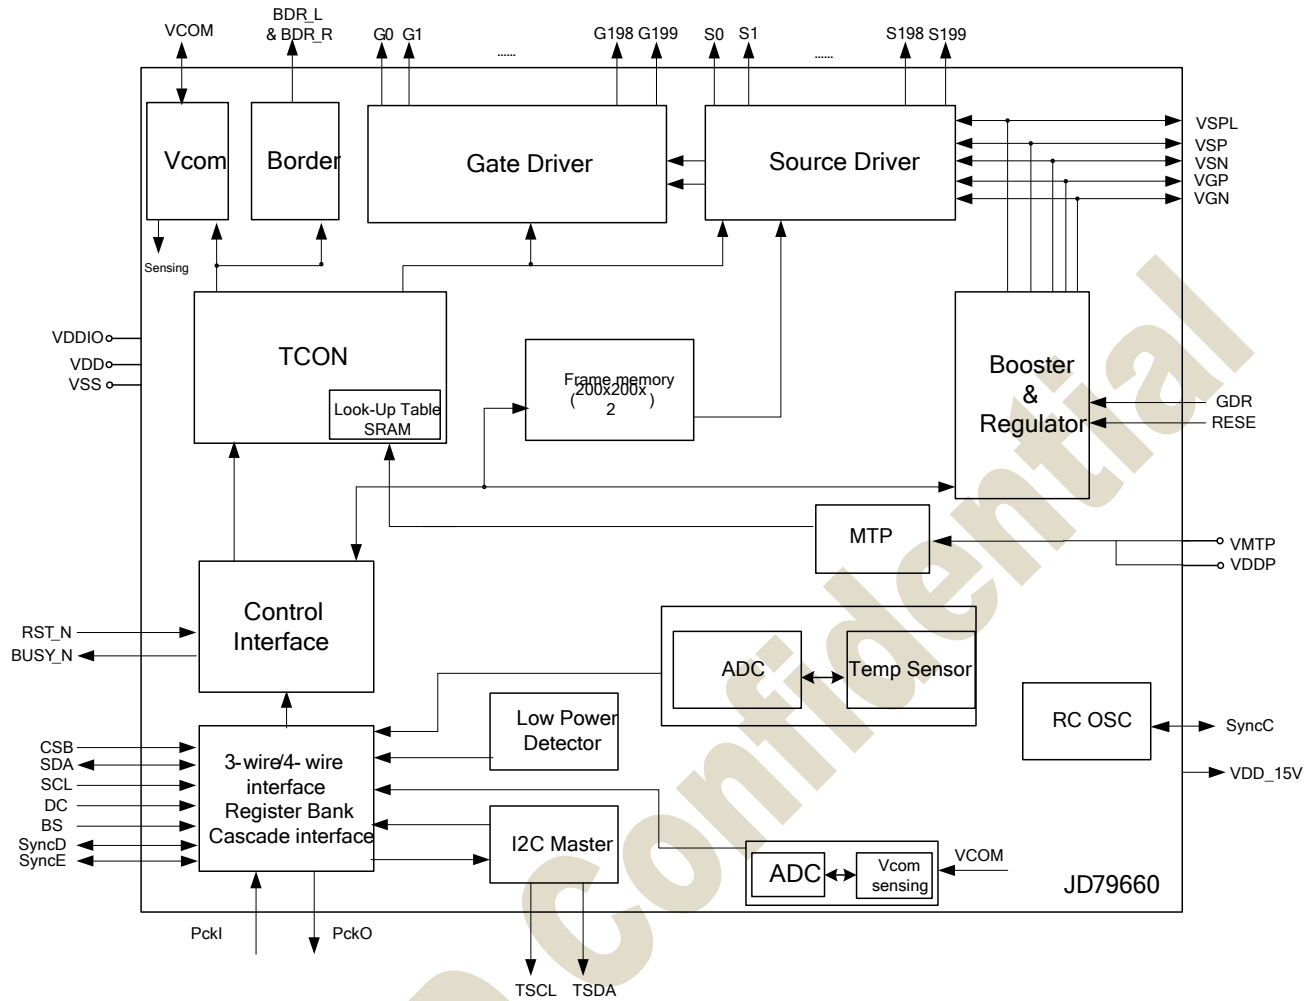 BDR_L
& BDR_R
VCOM
G0 G1
......
G198 G199
S0 S1
......
S198 S199
Vcom
Border
Gate Driver
Source Driver
VSPL
VSP
VSN
VGP
VGN
Sensing
VDDIO
VDD
VSS
TCON
Look-Up Table
SRAM
Frame memory
(200x200x
2 )
Booster
&
Regulator
GDR
RESE
MTP
VMTP
VDDP
Control
Interface
RST_N
BUSY_N
ADC
Temp Sensor
RC OSC
SyncC
VDD_15V
Low Power
Detector
CSB
SDA
SCL
DC
BS
SyncD
SyncE
3-wire/4-wire
interface
Register Bank
Cascade interface
I2C Master
ADC
Vcom
sensing
VCOM
JD79660
PckI
PckO
TSCL TSDA
Confidential